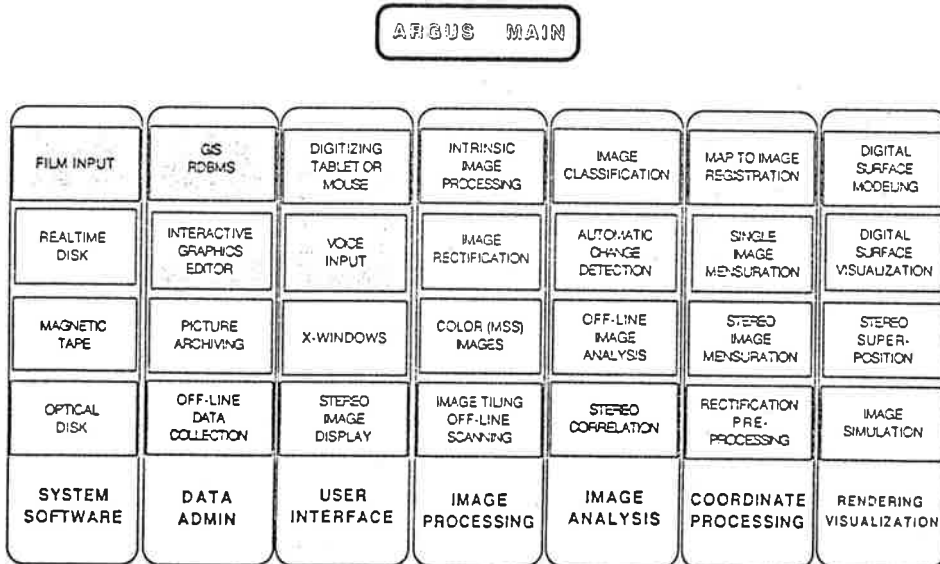 ARGUS MAIN
FILM INPUT
REALTIME
DISK
MAGNETIC
TAPE
OPTICAL
DISK
SYSTEM
SOFTWARE
GIS
RDBMS
INTERACTIVE
GRAPHICS
EDITOR
PICTURE
ARCHIVING
OFF-LINE
DATA
COLLECTION
DATA
ADMIN
DIGITIZING
TABLET OR
MOUSE
VOICE
INPUT
X-WINDOWS
STEREO
IMAGE
DISPLAY
USER
INTERFACE
INTRINSIC
IMAGE
PROCESSING
IMAGE
RECTIFICATION
COLOR (MSS)
IMAGES
IMAGE TILING
OFF-LINE
SCANNING
IMAGE
PROCESSING
IMAGE
CLASSIFICATION
AUTOMATIC
CHANGE
DETECTION
OFF-LINE
IMAGE
ANALYSIS
STEREO
CORRELATION
IMAGE
ANALYSIS
MAP TO IMAGE
REGISTRATION
SINGLE
IMAGE
MENSURATION
STEREO
IMAGE
MENSURATION
RECTIFICATION
PRE-
PROCESSING
COORDINATE
PROCESSING
DIGITAL
SURFACE
MODELING
DIGITAL
SURFACE
VISUALIZATION
STEREO
SUPER-
POSITION
IMAGE
SIMULATION
RENDERING
VISUALIZATION